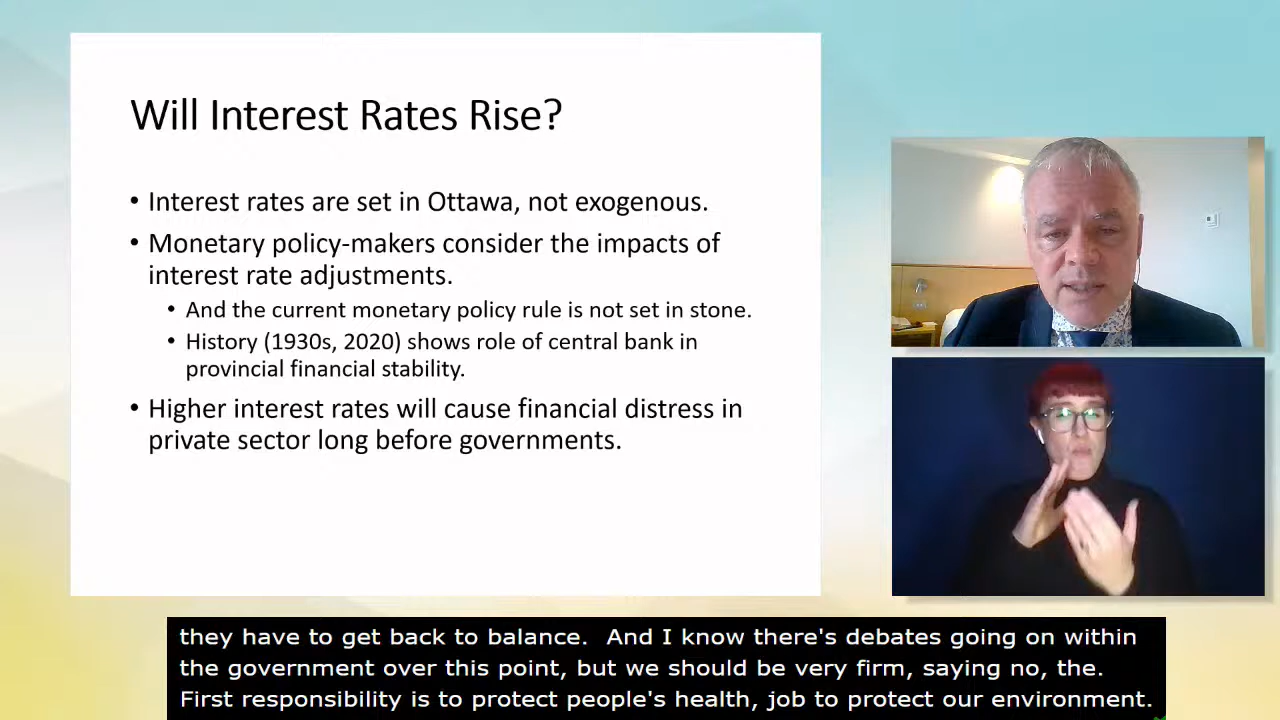 Will Interest Rates Rise?
• Interest rates are set in Ottawa, not exogenous.
• Monetary policy-makers consider the impacts of
interest rate adjustments.
• And the current monetary policy rule is not set in stone.
• History (1930s, 2020) shows role of central bank in
provincial financial stability.
• Higher interest rates will cause financial distress in
private sector long before governments.
they have to get back to balance.  And I know there's debates going on within
the government over this point, but we should be very firm, saying no, the.
First responsibility is to protect people's health, job to protect our environment.